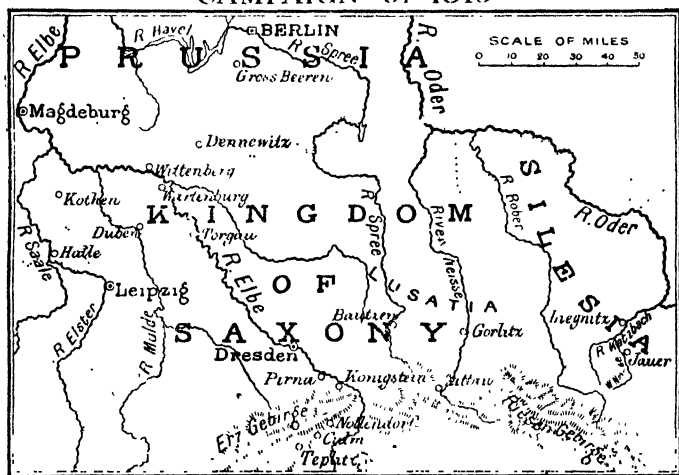 CAMPAIGN OF 1813
R Elbe
R Havel
BERLIN
R Spree
PRUSSIA
Gross Beeren
R Oder
SCALE OF MILES
0 10 20 30 40 50
Magdeburg
Dennewitz
Wittenberg
Wartenburg
Kothen
KINGDOM
SILESIA
R Bober
R. Oder
Duben
Torgau
R Spree
River Neisse
R Saale
Halle
R. Elbe
OF
LUSATIA
Leipzig
Bautzen
Liegnitz
R Elster
R Mulde
SAXONY
Gorlitz
R Katzbach
Dresden
Jauer
Pirna
Konigstein
Zittau
Erz Gebirge
Nollendorf
Riesen Gebirge
Culm
Teplitz